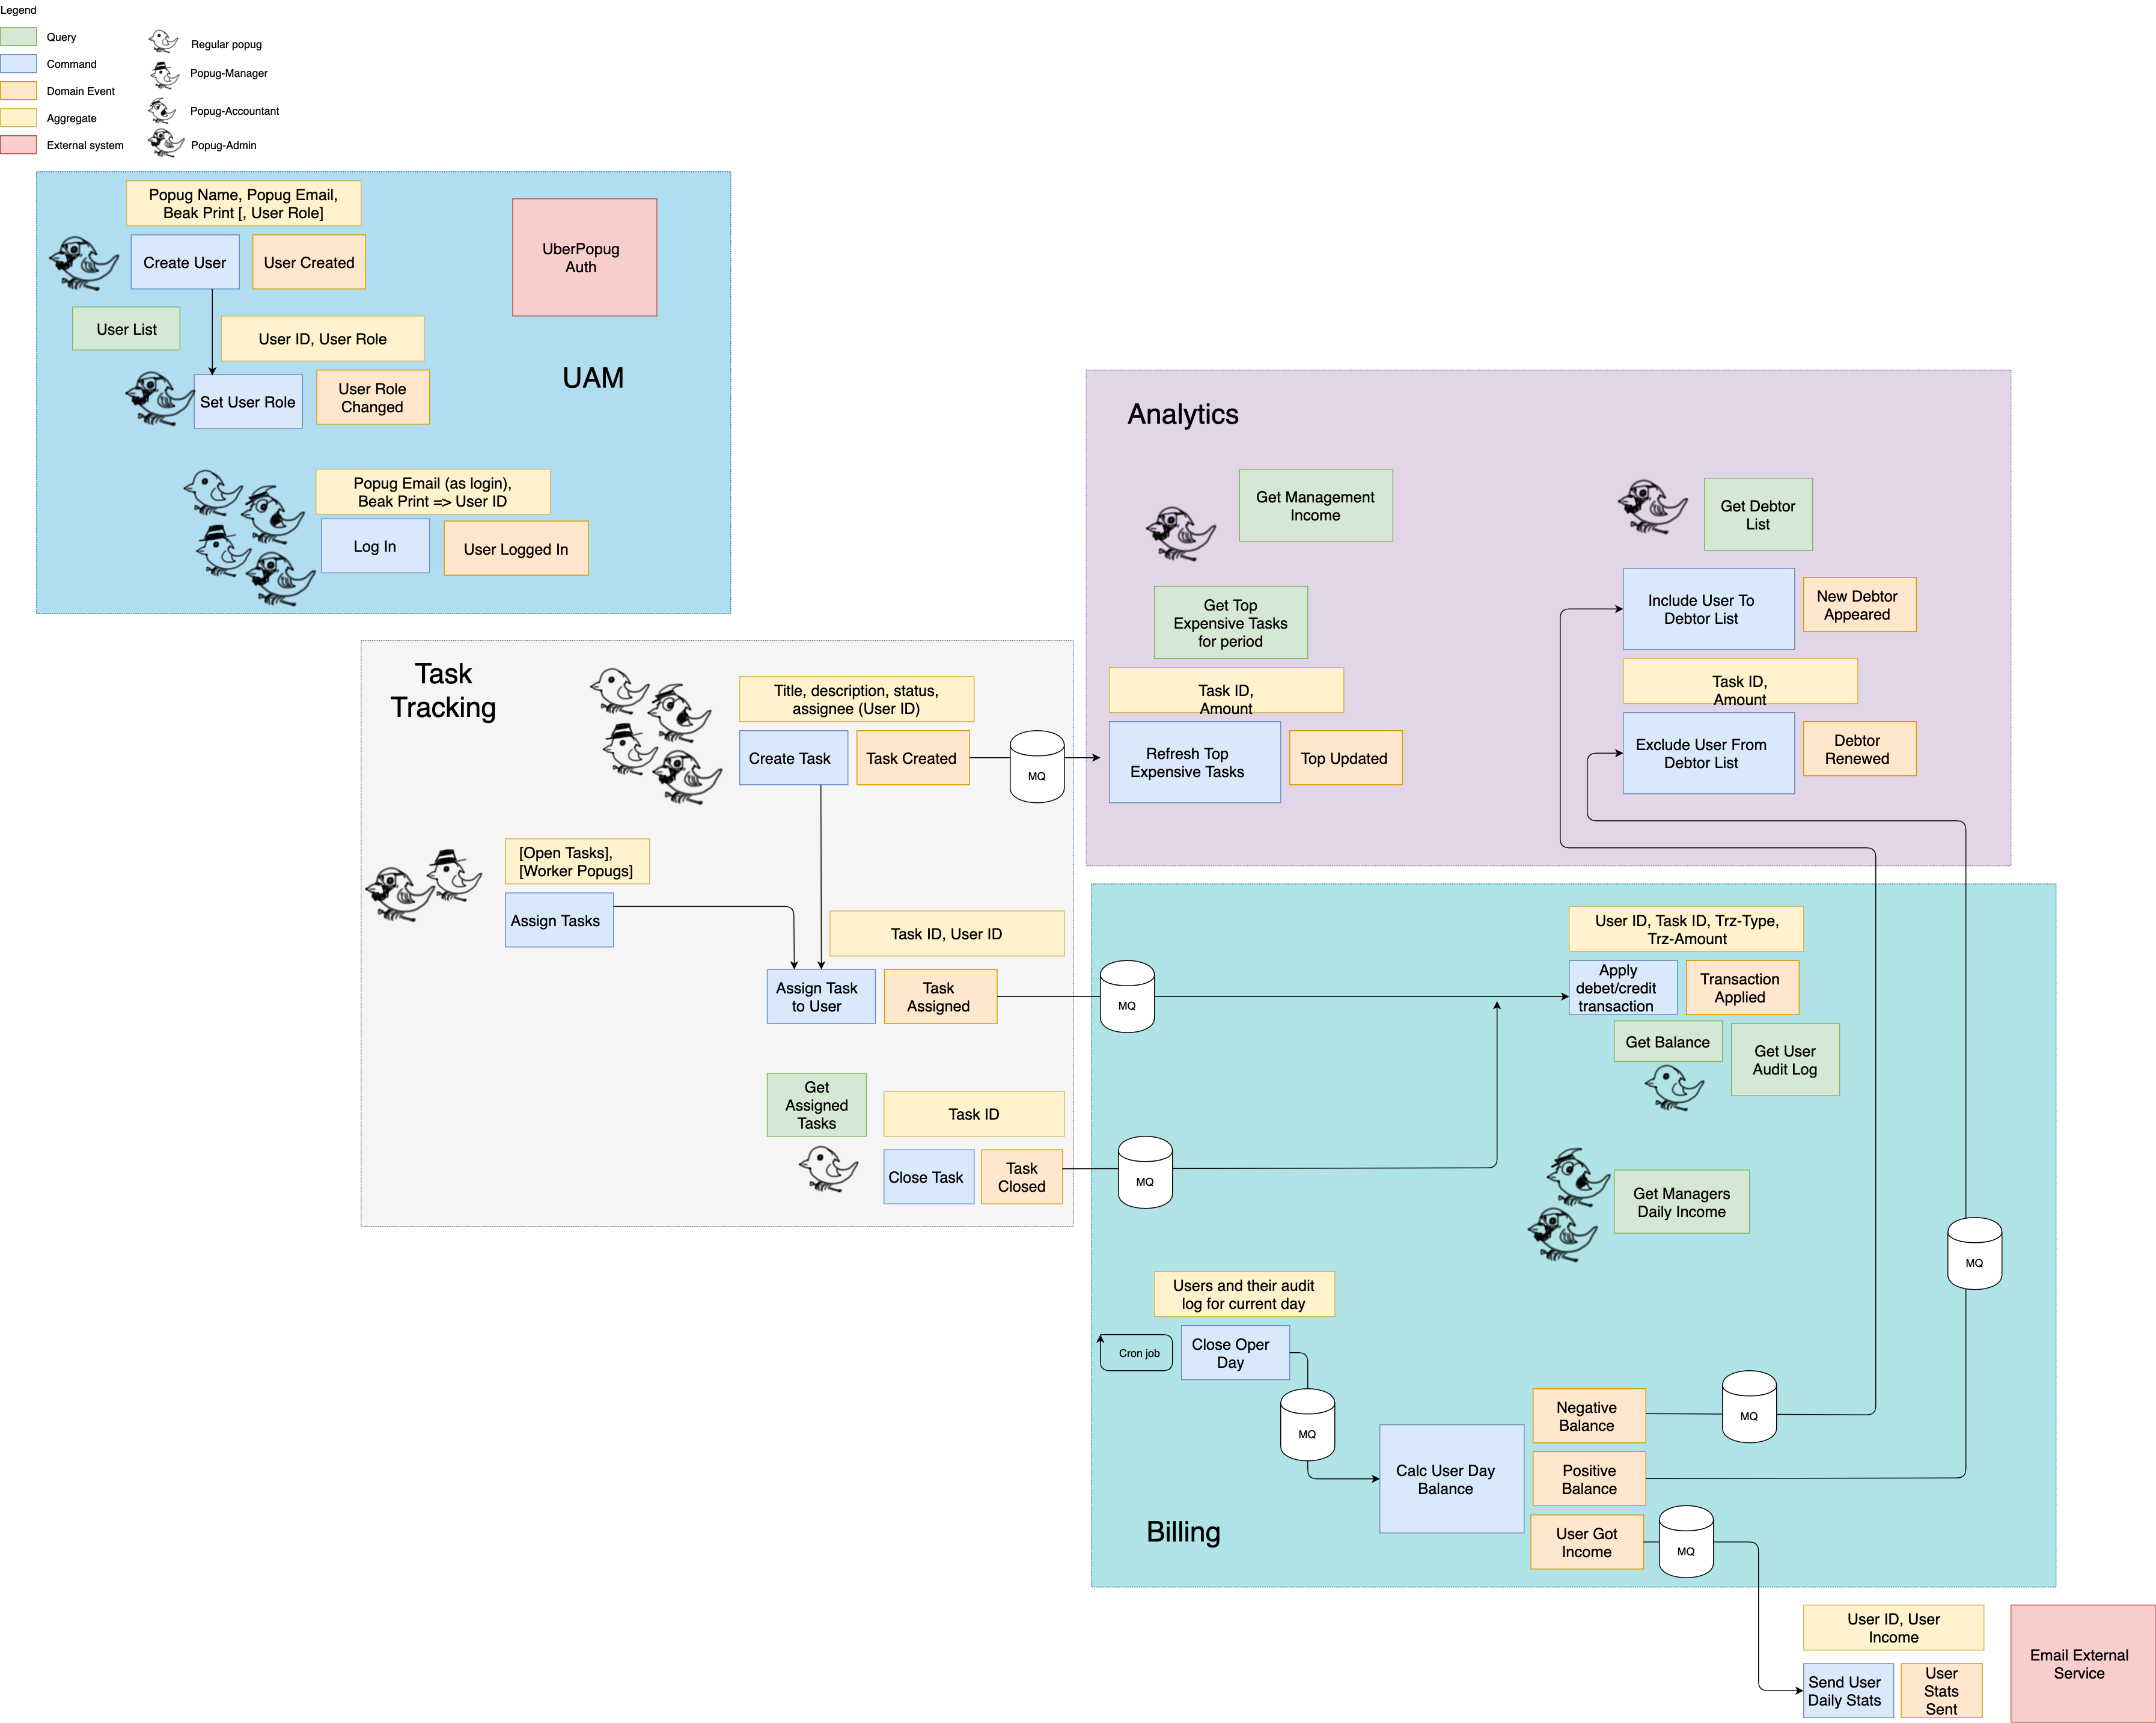 Legend
Query
Command
Domain Event
Aggregate
External system
Regular popug
Popug-Manager
Popug-Accountant
Popug-Admin
Popug Name, Popug Email,
Beak Print [, User Role]
Create User
User Created
UberPopug
Auth
User List
User ID, User Role
UAM
Set User Role
User Role
Changed
Popug Email (as login),
Beak Print => User ID
Log In
User Logged In
Analytics
Get Management
Income
Get Debtor
List
Get Top
Expensive Tasks
for period
Include User To
Debtor List
New Debtor
Appeared
Task ID,
Amount
Task ID,
Amount
Refresh Top
Expensive Tasks
Top Updated
Exclude User From
Debtor List
Debtor
Renewed
Task
Tracking
Title, description, status,
assignee (User ID)
Create Task
Task Created
MQ
[Open Tasks],
[Worker Popugs]
Assign Tasks
Task ID, User ID
Assign Task
to User
Task
Assigned
MQ
Get
Assigned
Tasks
Task ID
Close Task
Task
Closed
MQ
User ID, Task ID, Trz-Type,
Trz-Amount
Apply
debet/credit
transaction
Transaction
Applied
Get Balance
Get User
Audit Log
Get Managers
Daily Income
MQ
Users and their audit
log for current day
Cron job
Close Oper
Day
MQ
Calc User Day
Balance
Negative
Balance
MQ
Positive
Balance
User Got
Income
MQ
Billing
User ID, User
Income
Send User
Daily Stats
User
Stats
Sent
Email External
Service